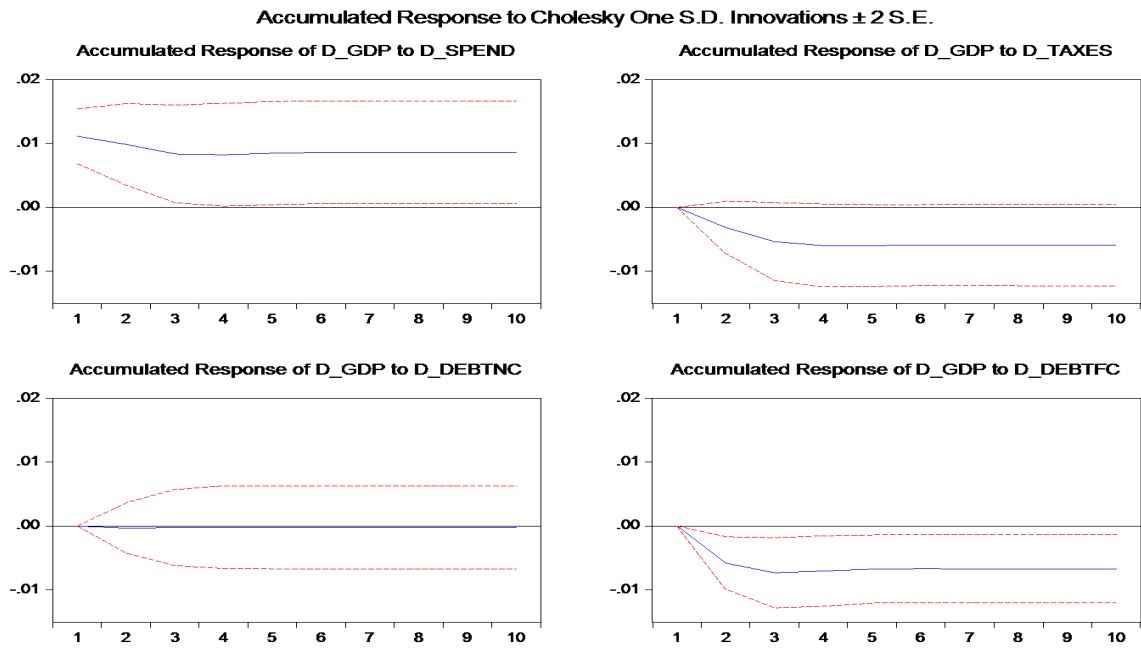 Accumulated Response to Cholesky One S.D. Innovations ± 2 S.E.
Accumulated Response of D_GDP to D_SPEND
.02
.01
.00
-.01
1 2 3 4 5 6 7 8 9 10
Accumulated Response of D_GDP to D_TAXES
.02
.01
.00
-.01
1 2 3 4 5 6 7 8 9 10
Accumulated Response of D_GDP to D_DEBTNC
.02
.01
.00
-.01
1 2 3 4 5 6 7 8 9 10
Accumulated Response of D_GDP to D_DEBTFC
.02
.01
.00
-.01
1 2 3 4 5 6 7 8 9 10